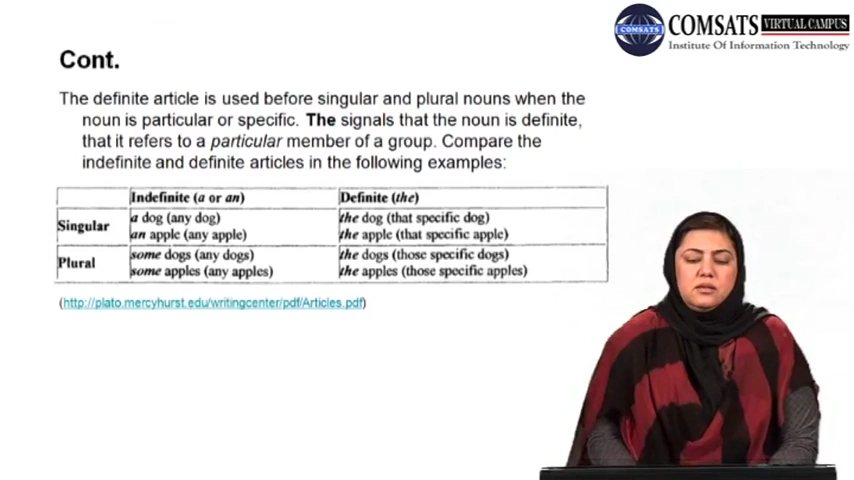 COMSATS VIRTUAL CAMPUS
Institute Of Information Technology
Cont.
The definite article is used before singular and plural nouns when the
noun is particular or specific. The signals that the noun is definite,
that it refers to a particular member of a group. Compare the
indefinite and definite articles in the following examples:
Indefinite (a or an) Definite (the)
Singular
a dog (any dog) the dog (that specific dog)
an apple (any apple) the apple (that specific apple)
Plural
some dogs (any dogs) the dogs (those specific dogs)
some apples (any apples) the apples (those specific apples)
(http://plato.mercyhurst.edu/writingcenter/pdf/Articles.pdf)